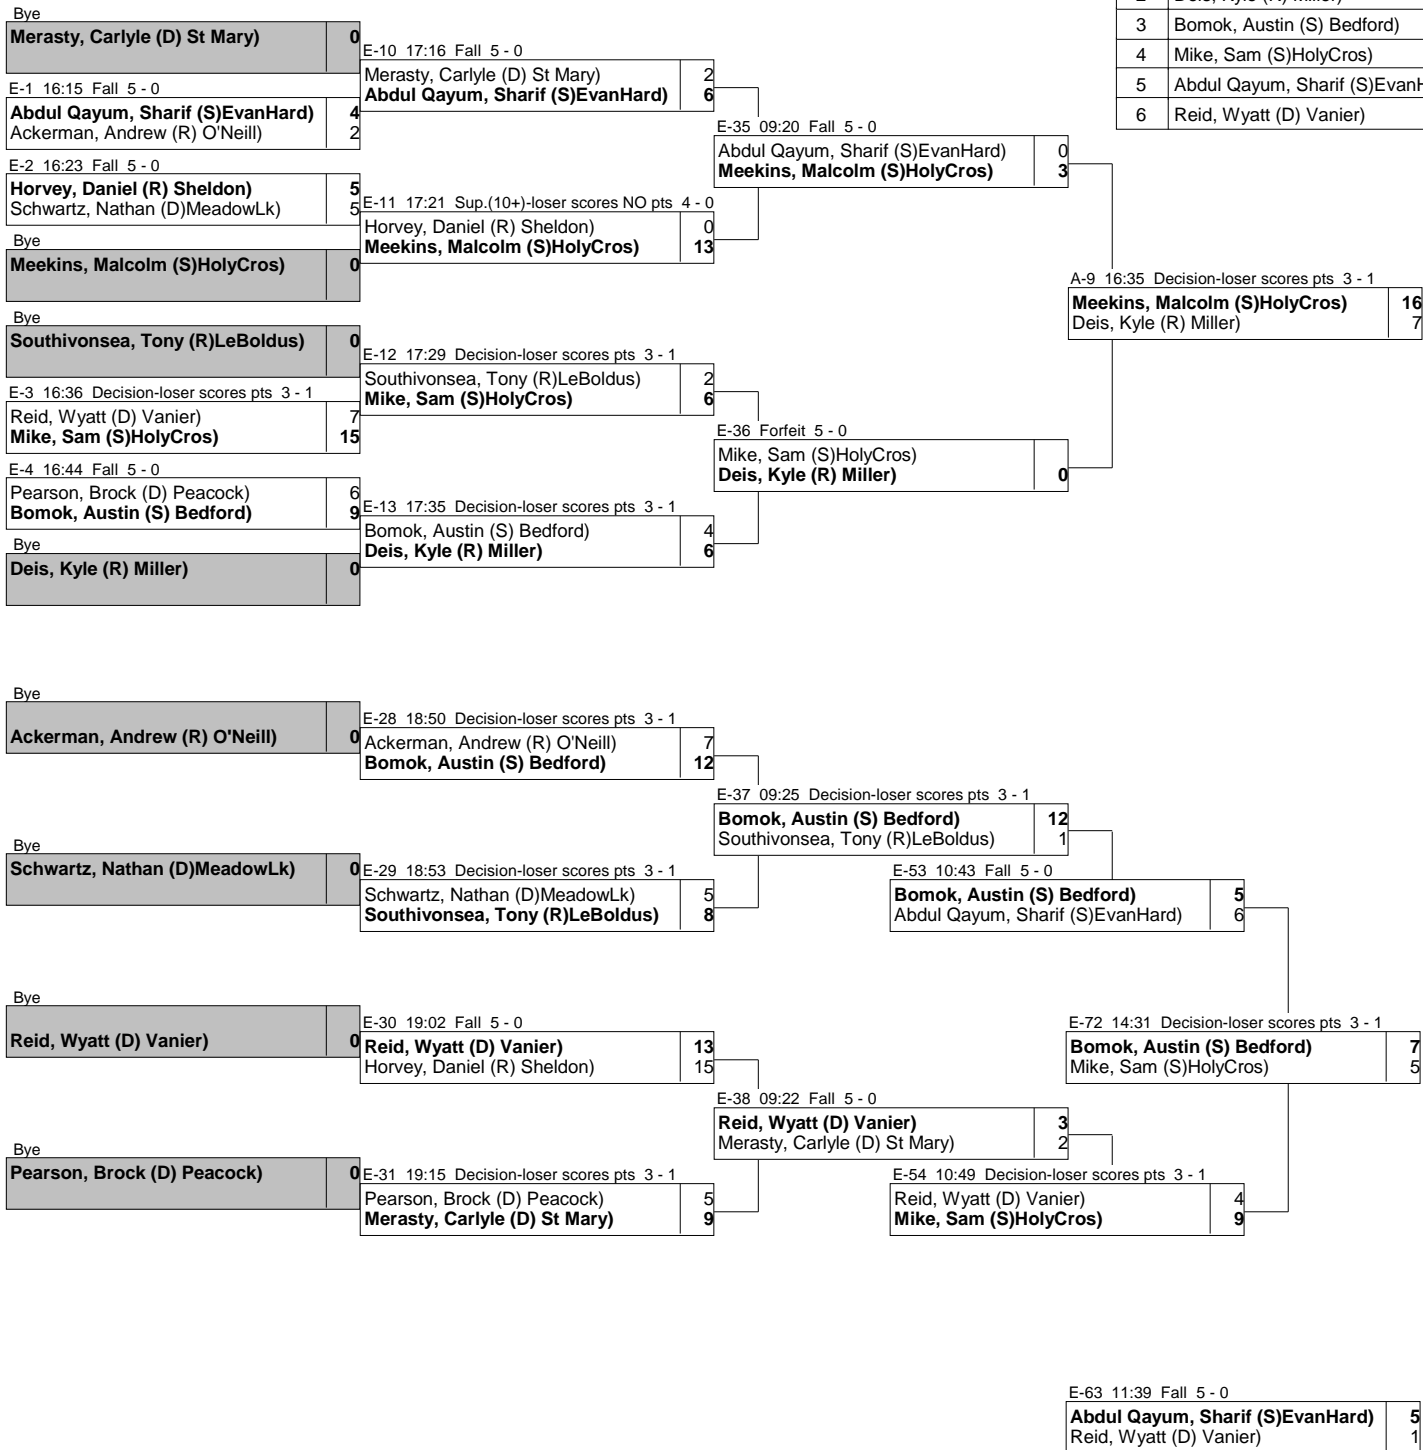 Bye
Merasty, Carlyle (D) St Mary) 0
E-1 16:15 Fall 5 - 0
Abdul Qayum, Sharif (S)EvanHard) 4
Ackerman, Andrew (R) O'Neill) 2
E-2 16:23 Fall 5 - 0
Horvey, Daniel (R) Sheldon) 5
Schwartz, Nathan (D)MeadowLk) 5
Bye
Meekins, Malcolm (S)HolyCros) 0
Bye
Southivonsea, Tony (R)LeBoldus) 0
E-3 16:36 Decision-loser scores pts 3 - 1
Reid, Wyatt (D) Vanier) 7
Mike, Sam (S)HolyCros) 15
E-4 16:44 Fall 5 - 0
Pearson, Brock (D) Peacock) 6
Bomok, Austin (S) Bedford) 9
Bye
Deis, Kyle (R) Miller) 0
E-10 17:16 Fall 5 - 0
Merasty, Carlyle (D) St Mary) 2
Abdul Qayum, Sharif (S)EvanHard) 6
E-11 17:21 Sup.(10+)-loser scores NO pts 4 - 0
Horvey, Daniel (R) Sheldon) 0
Meekins, Malcolm (S)HolyCros) 13
E-12 17:29 Decision-loser scores pts 3 - 1
Southivonsea, Tony (R)LeBoldus) 2
Mike, Sam (S)HolyCros) 6
E-13 17:35 Decision-loser scores pts 3 - 1
Bomok, Austin (S) Bedford) 4
Deis, Kyle (R) Miller) 6
E-35 09:20 Fall 5 - 0
Abdul Qayum, Sharif (S)EvanHard) 0
Meekins, Malcolm (S)HolyCros) 3
E-36 Forfeit 5 - 0
Mike, Sam (S)HolyCros)
Deis, Kyle (R) Miller) 0
3 Bomok, Austin (S) Bedford)
4 Mike, Sam (S)HolyCros)
5 Abdul Qayum, Sharif (S)Evan
6 Reid, Wyatt (D) Vanier)
A-9 16:35 Decision-loser scores pts 3 - 1
Meekins, Malcolm (S)HolyCros) 16
Deis, Kyle (R) Miller) 7
Bye
Ackerman, Andrew (R) O'Neill) 0
Bye
Schwartz, Nathan (D)MeadowLk) 0
Bye
Reid, Wyatt (D) Vanier) 0
Bye
Pearson, Brock (D) Peacock) 0
E-28 18:50 Decision-loser scores pts 3 - 1
Ackerman, Andrew (R) O'Neill) 7
Bomok, Austin (S) Bedford) 12
E-29 18:53 Decision-loser scores pts 3 - 1
Schwartz, Nathan (D)MeadowLk) 5
Southivonsea, Tony (R)LeBoldus) 8
E-30 19:02 Fall 5 - 0
Reid, Wyatt (D) Vanier) 13
Horvey, Daniel (R) Sheldon) 15
E-31 19:15 Decision-loser scores pts 3 - 1
Pearson, Brock (D) Peacock) 5
Merasty, Carlyle (D) St Mary) 9
E-37 09:25 Decision-loser scores pts 3 - 1
Bomok, Austin (S) Bedford) 12
Southivonsea, Tony (R)LeBoldus) 1
E-38 09:22 Fall 5 - 0
Reid, Wyatt (D) Vanier) 3
Merasty, Carlyle (D) St Mary) 2
E-53 10:43 Fall 5 - 0
Bomok, Austin (S) Bedford) 5
Abdul Qayum, Sharif (S)EvanHard) 6
E-54 10:49 Decision-loser scores pts 3 - 1
Reid, Wyatt (D) Vanier) 4
Mike, Sam (S)HolyCros) 9
E-72 14:31 Decision-loser scores pts 3 - 1
Bomok, Austin (S) Bedford) 7
Mike, Sam (S)HolyCros) 5
E-63 11:39 Fall 5 - 0
Abdul Qayum, Sharif (S)EvanHard) 5
Reid, Wyatt (D) Vanier) 1